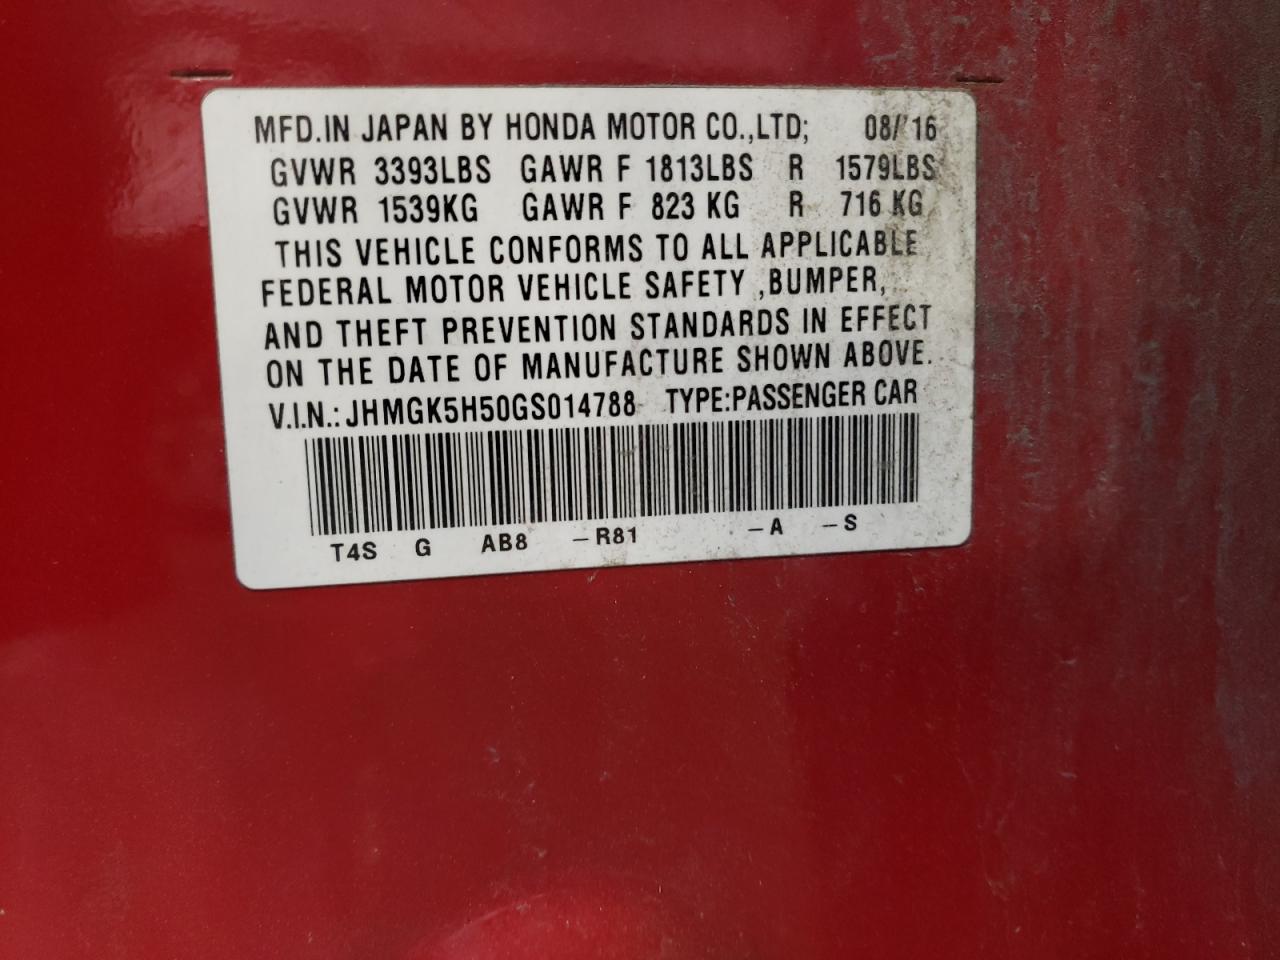 MFD.IN JAPAN BY HONDA MOTOR CO.,LTD; 08/'16
GVWR 3393LBS GAWR F 1813LBS R 1579LBS
GVWR 1539KG GAWR F 823 KG R 716 KG
THIS VEHICLE CONFORMS TO ALL APPLICABLE
FEDERAL MOTOR VEHICLE SAFETY ,BUMPER,
AND THEFT PREVENTION STANDARDS IN EFFECT
ON THE DATE OF MANUFACTURE SHOWN ABOVE.
V.I.N.: JHMGK5H50GS014788 TYPE:PASSENGER CAR
T4S G AB8 -R81 -A -S